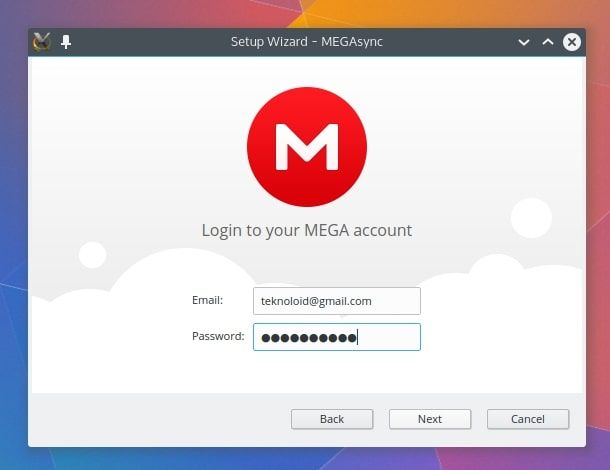 Setup Wizard – MEGAsync
M
Login to your MEGA account
Email: teknoloid@gmail.com
Password: ●●●●●●●●●●
Back Next Cancel